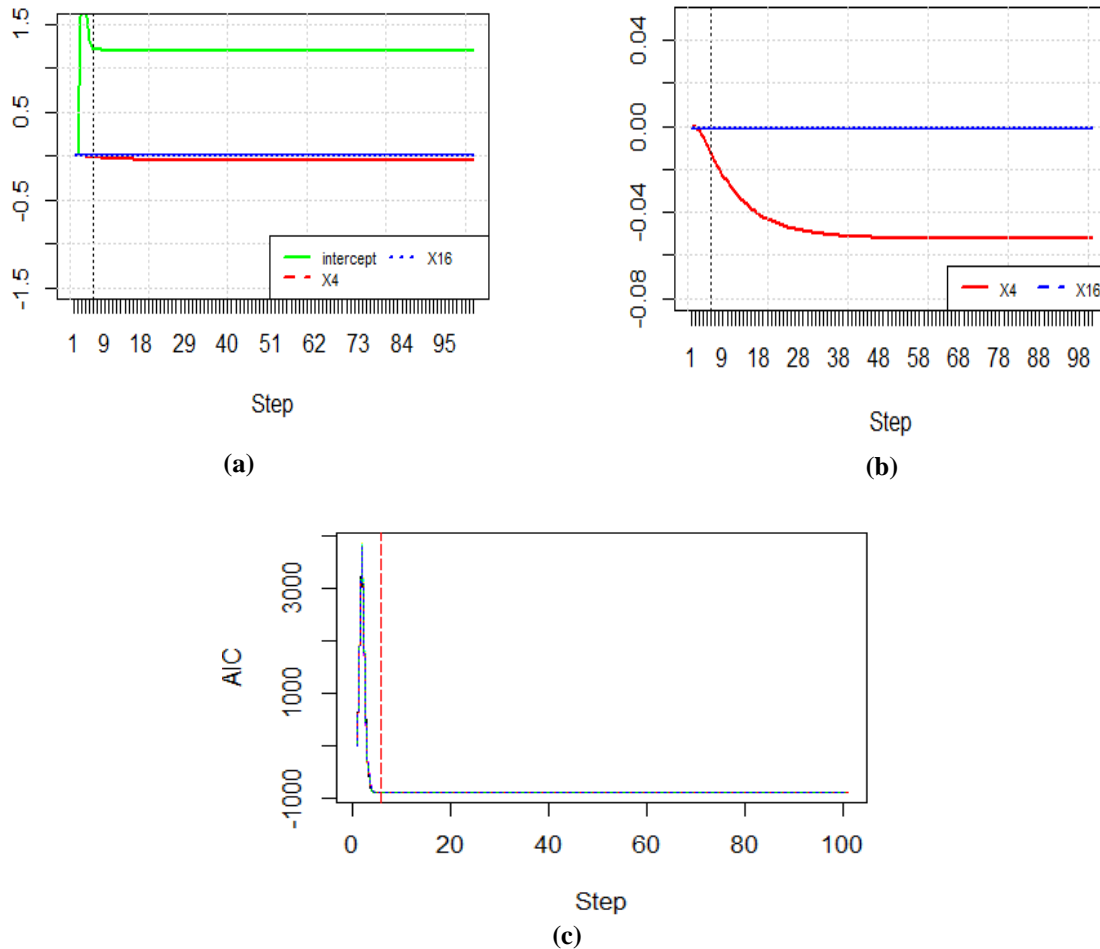 1.5
0.5
-0.5
-1.5
intercept X16
X4
1 9 18 29 40 51 62 73 84 95
Step
(a)
0.04
0.00
-0.04
-0.08
X4 X16
1 9 18 28 38 48 58 68 78 88 98
Step
(b)
3000
1000
-1000
AIC
0 20 40 60 80 100
Step
(c)